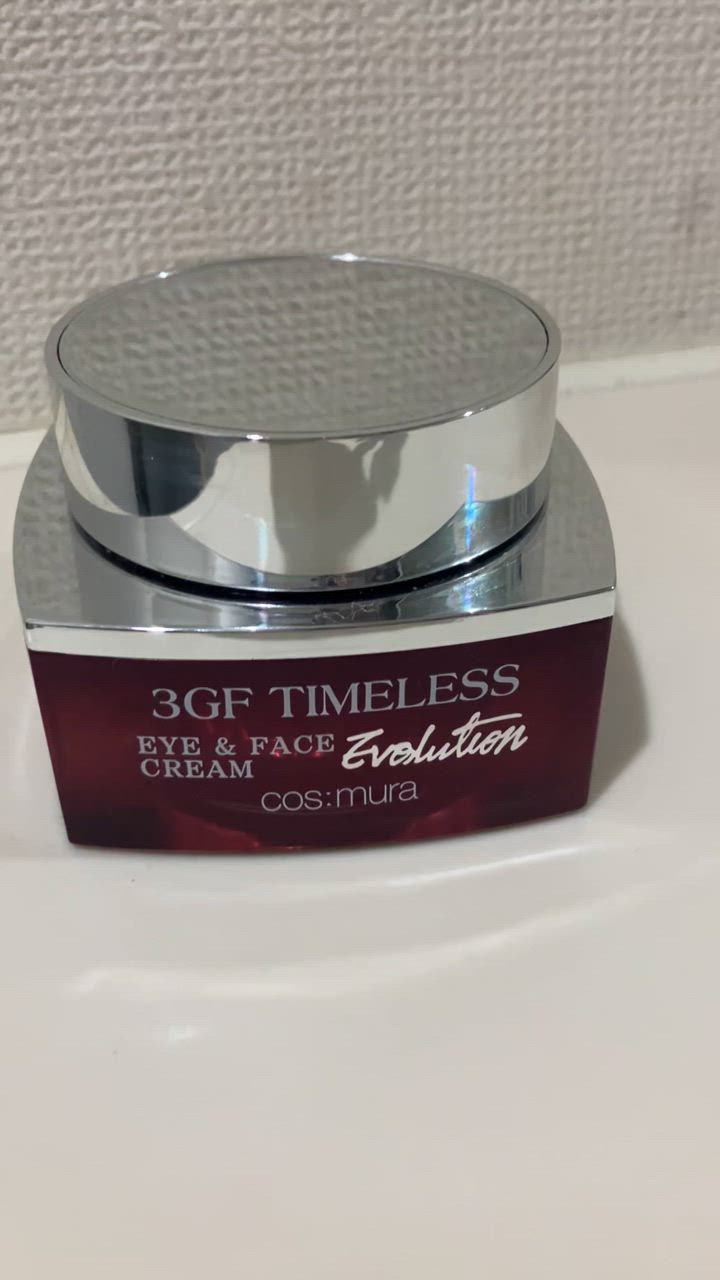 3GF TIMELESS
EYE & FACE Evolution
CREAM
cos:mura